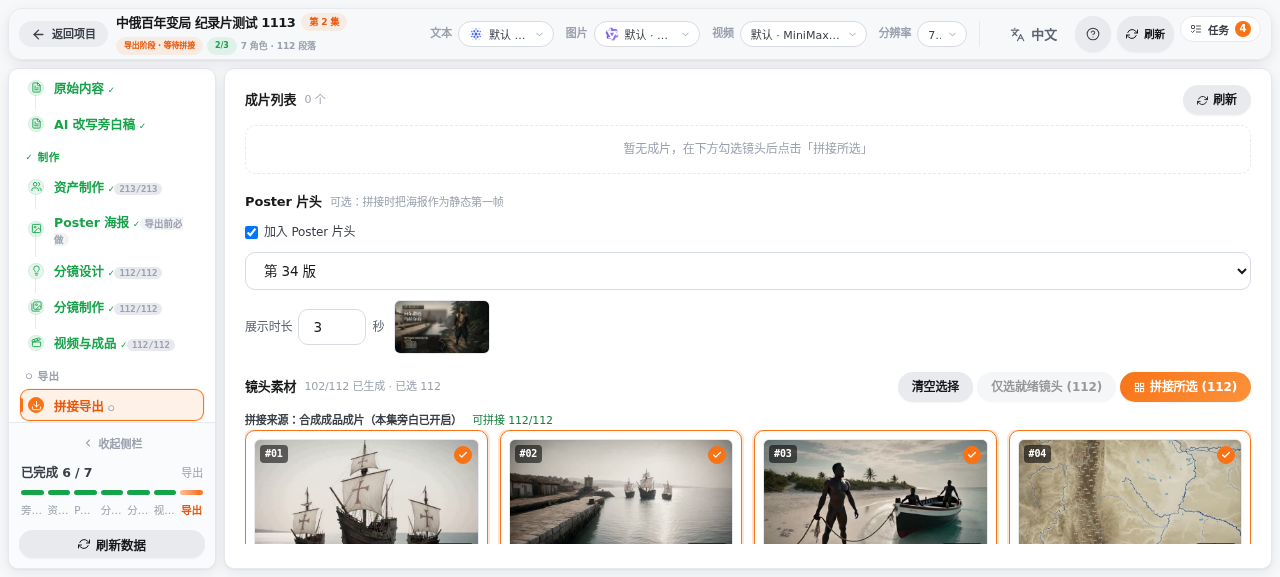 返回项目
中俄百年变局 纪录片测试 1113 第 2 集
导出阶段 · 等待拼接 2/3 7 角色 · 112 段落
文本 默认 ...
图片 默认 · ...
视频 默认 · MiniMax...
分辨率 7..
中文
刷新
任务 4
原始内容 ✓
AI 改写旁白稿 ✓
✓ 制作
资产制作 ✓ 213/213
Poster 海报 ✓ 导出前必
做
分镜设计 ✓ 112/112
分镜制作 ✓ 112/112
视频与成品 ✓ 112/112
○ 导出
拼接导出 ○
收起侧栏
已完成 6 / 7 导出
旁... 资... P... 分... 分... 视... 导出
刷新数据
成片列表 0 个
刷新
暂无成片，在下方勾选镜头后点击「拼接所选」
Poster 片头 可选：拼接时把海报作为静态第一帧
加入 Poster 片头
第 34 版
展示时长 3 秒
镜头素材 102/112 已生成 · 已选 112
清空选择
仅选就绪镜头 (112)
拼接所选 (112)
拼接来源：合成成品成片（本集旁白已开启） 可拼接 112/112
#01
#02
#03
#04